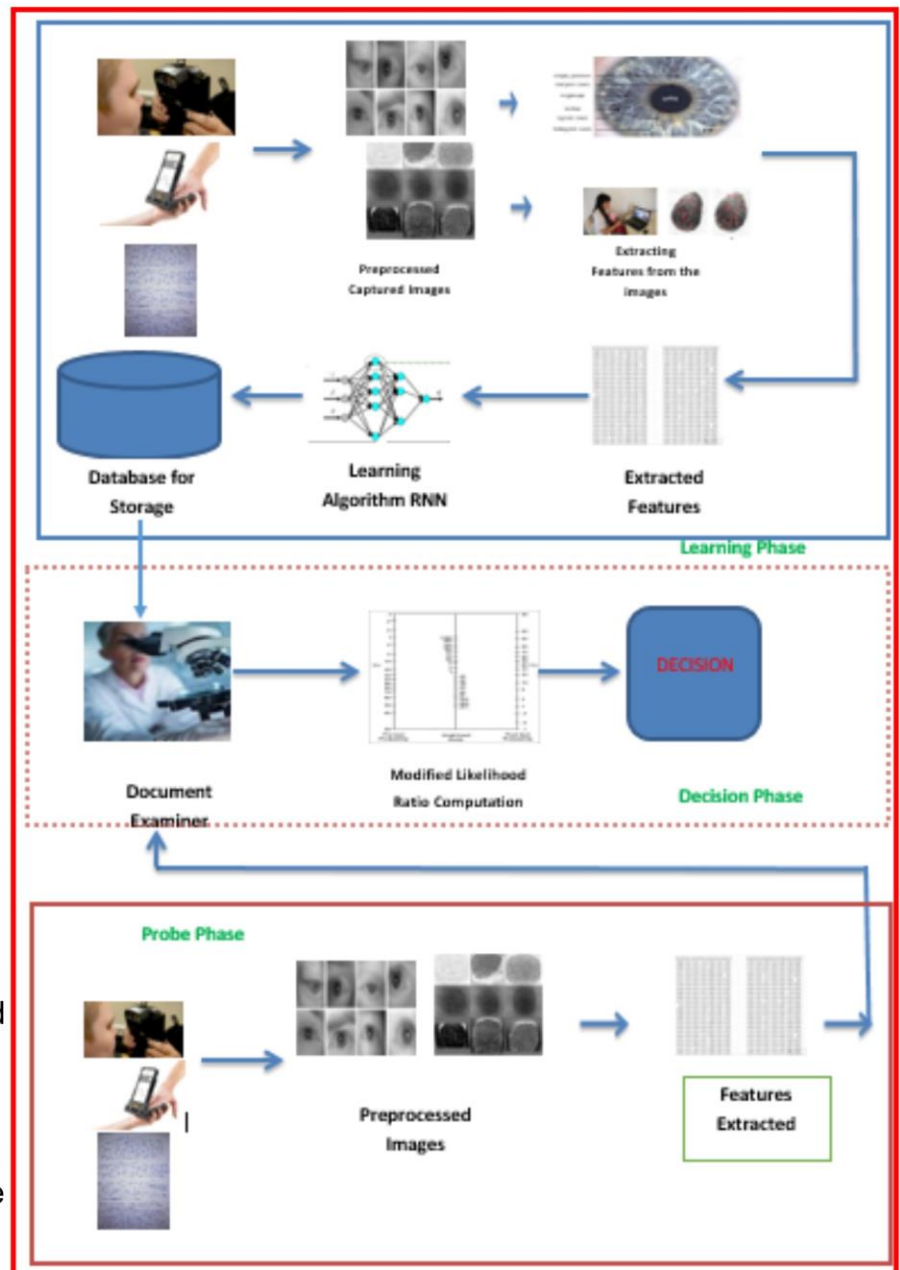 Preprocessed
Captured Images
Extracting
Features from the
images
Database for
Storage
Learning
Algorithm RNN
Extracted
Features
Learning Phase
DECISION
Document
Examiner
Modified Likelihood
Ratio Computation
Decision Phase
Probe Phase
Preprocessed
Images
Features
Extracted